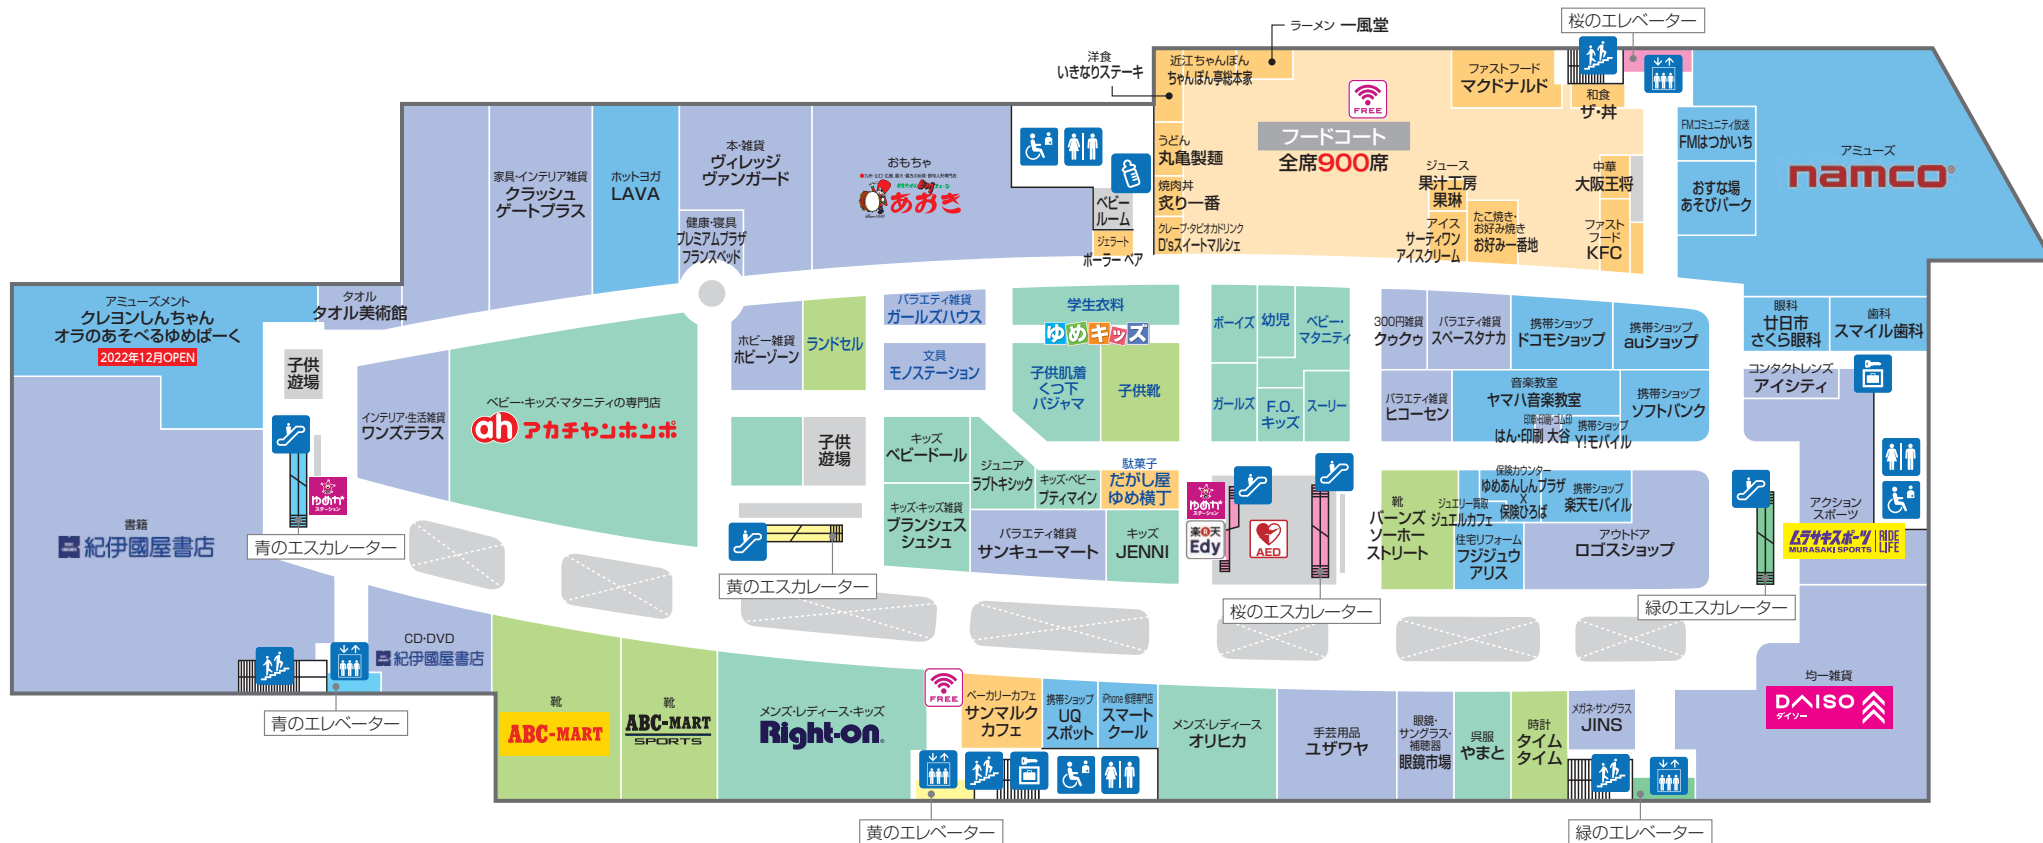 桜のエレベーター
ラーメン 一風堂
洋食
いきなりステーキ
近江ちゃんぽん
ちゃんぽん亭総本家
FREE
ファストフード
マクドナルド
和食
ザ・丼
フードコート
全席900席
うどん
丸亀製麺
焼肉丼
炙り一番
クレープ・タピオカドリンク
D'sスイートマルシェ
ジュース
果汁工房
果琳
アイス
サーティワン
アイスクリーム
たこ焼き・
お好み焼き
お好み一番地
中華
大阪王将
ファスト
フード
KFC
FMコミュニティ放送
FMはつかいち
おすな場
あそびパーク
アミューズ
namco
家具・インテリア雑貨
クラッシュ
ゲートプラス
ホットヨガ
LAVA
本・雑貨
ヴィレッジ
ヴァンガード
健康・寝具
プレミアムプラザ
フランスベッド
おもちゃ
あおき
ベビー
ルーム
ジェラート
ポーラー ベア
アミューズメント
クレヨンしんちゃん
オラのあそべるゆめぱーく
2022年12月OPEN
タオル
タオル美術館
子供
遊場
インテリア・生活雑貨
ワンズテラス
ベビー・キッズ・マタニティの専門店
ah アカチャンホンポ
ホビー雑貨
ホビーゾーン
ランドセル
バラエティ雑貨
ガールズハウス
文具
モノステーション
学生衣料
ゆめキッズ
子供肌着
くつ下
パジャマ
子供靴
ボーイズ
幼児
ベビー・
マタニティ
ガールズ
F.O.
キッズ
スーリー
300円雑貨
クゥクゥ
バラエティ雑貨
スペースタナカ
携帯ショップ
ドコモショップ
携帯ショップ
auショップ
バラエティ雑貨
ヒコーセン
音楽教室
ヤマハ音楽教室
印章・印刷・ゴム印
はん・印刷 大谷
携帯ショップ
Y!モバイル
携帯ショップ
ソフトバンク
眼科
廿日市
さくら眼科
歯科
スマイル歯科
コンタクトレンズ
アイシティ
子供
遊場
キッズ
ベビードール
ジュニア
ラブトキシック
キッズ・ベビー
プティマイン
駄菓子
だがし屋
ゆめ横丁
キッズ・キッズ雑貨
ブランシェス
シュシュ
バラエティ雑貨
サンキューマート
キッズ
JENNI
ゆめか
ステーション
楽天
Edy
AED
靴
バーンズ
ソーホー
ストリート
ジュエリー買取
ジュエルカフェ
保険カウンター
ゆめあんしんプラザ
×
保険ひろば
携帯ショップ
楽天モバイル
住宅リフォーム
フジジュウ
アリス
アウトドア
ロゴスショップ
アクション
スポーツ
ムラサキスポーツ
MURASAKI SPORTS
RIDE
LIFE
書籍
紀伊國屋書店
ゆめか
ステーション
青のエスカレーター
黄のエスカレーター
桜のエスカレーター
緑のエスカレーター
CD・DVD
紀伊國屋書店
青のエレベーター
靴
ABC-MART
靴
ABC-MART
SPORTS
メンズ・レディース・キッズ
Right-on
FREE
ベーカリーカフェ
サンマルク
カフェ
携帯ショップ
UQ
スポット
iPhone 修理専門店
スマート
クール
メンズ・レディース
オリヒカ
手芸用品
ユザワヤ
眼鏡・
サングラス・
補聴器
眼鏡市場
呉服
やまと
時計
タイム
タイム
メガネ・サングラス
JINS
均一雑貨
DAISO
ダイソー
黄のエレベーター
緑のエレベーター